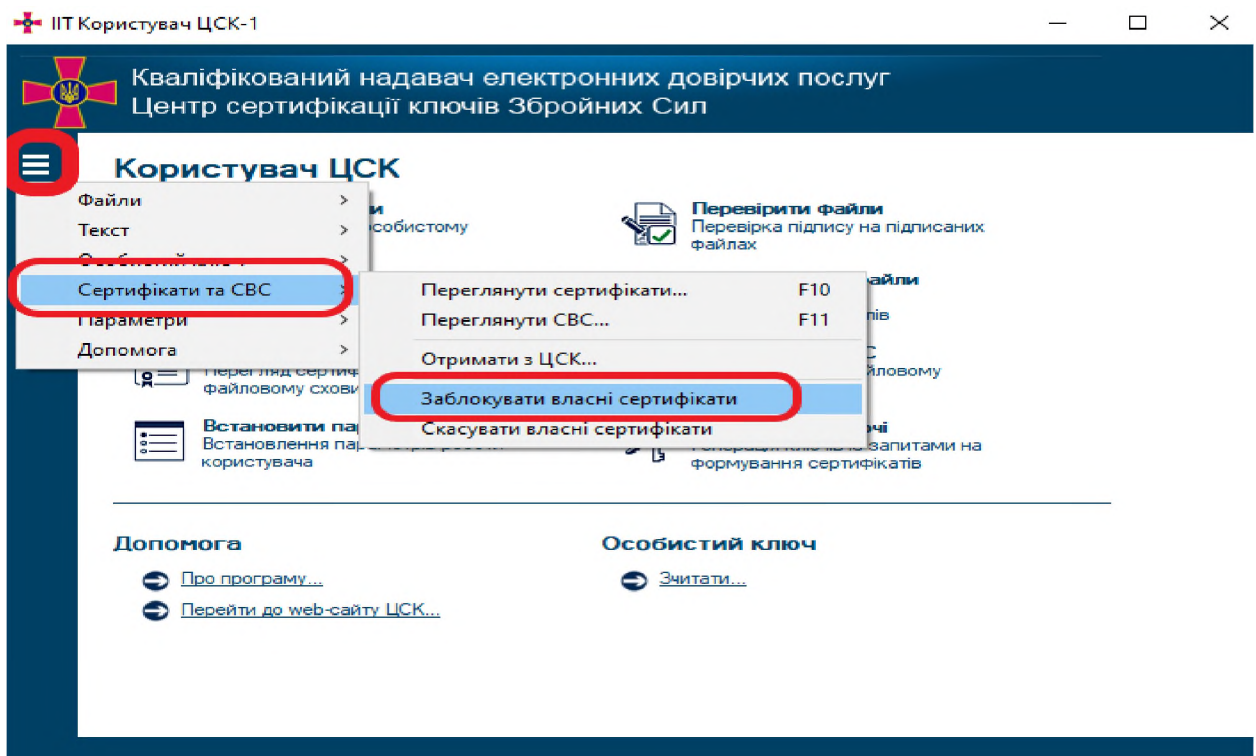 ІІТ Користувач ЦСК-1
Кваліфікований надавач електронних довірчих послуг
Центр сертифікації ключів Збройних Сил
Користувач ЦСК
Файли
Текст
Сертифікати та СВС
Параметри
Допомога
Перевірити файли
Перевірка підпису на підписаних
файлах
Переглянути сертифікати... F10
Переглянути СВС... F11
Отримати з ЦСК...
Заблокувати власні сертифікати
Скасувати власні сертифікати
файловому
Встановити
Встановлення
користувача
запитами на
формування сертифікатів
Допомога
Про програму...
Перейти до web-сайту ЦСК...
Особистий ключ
Зчитати...